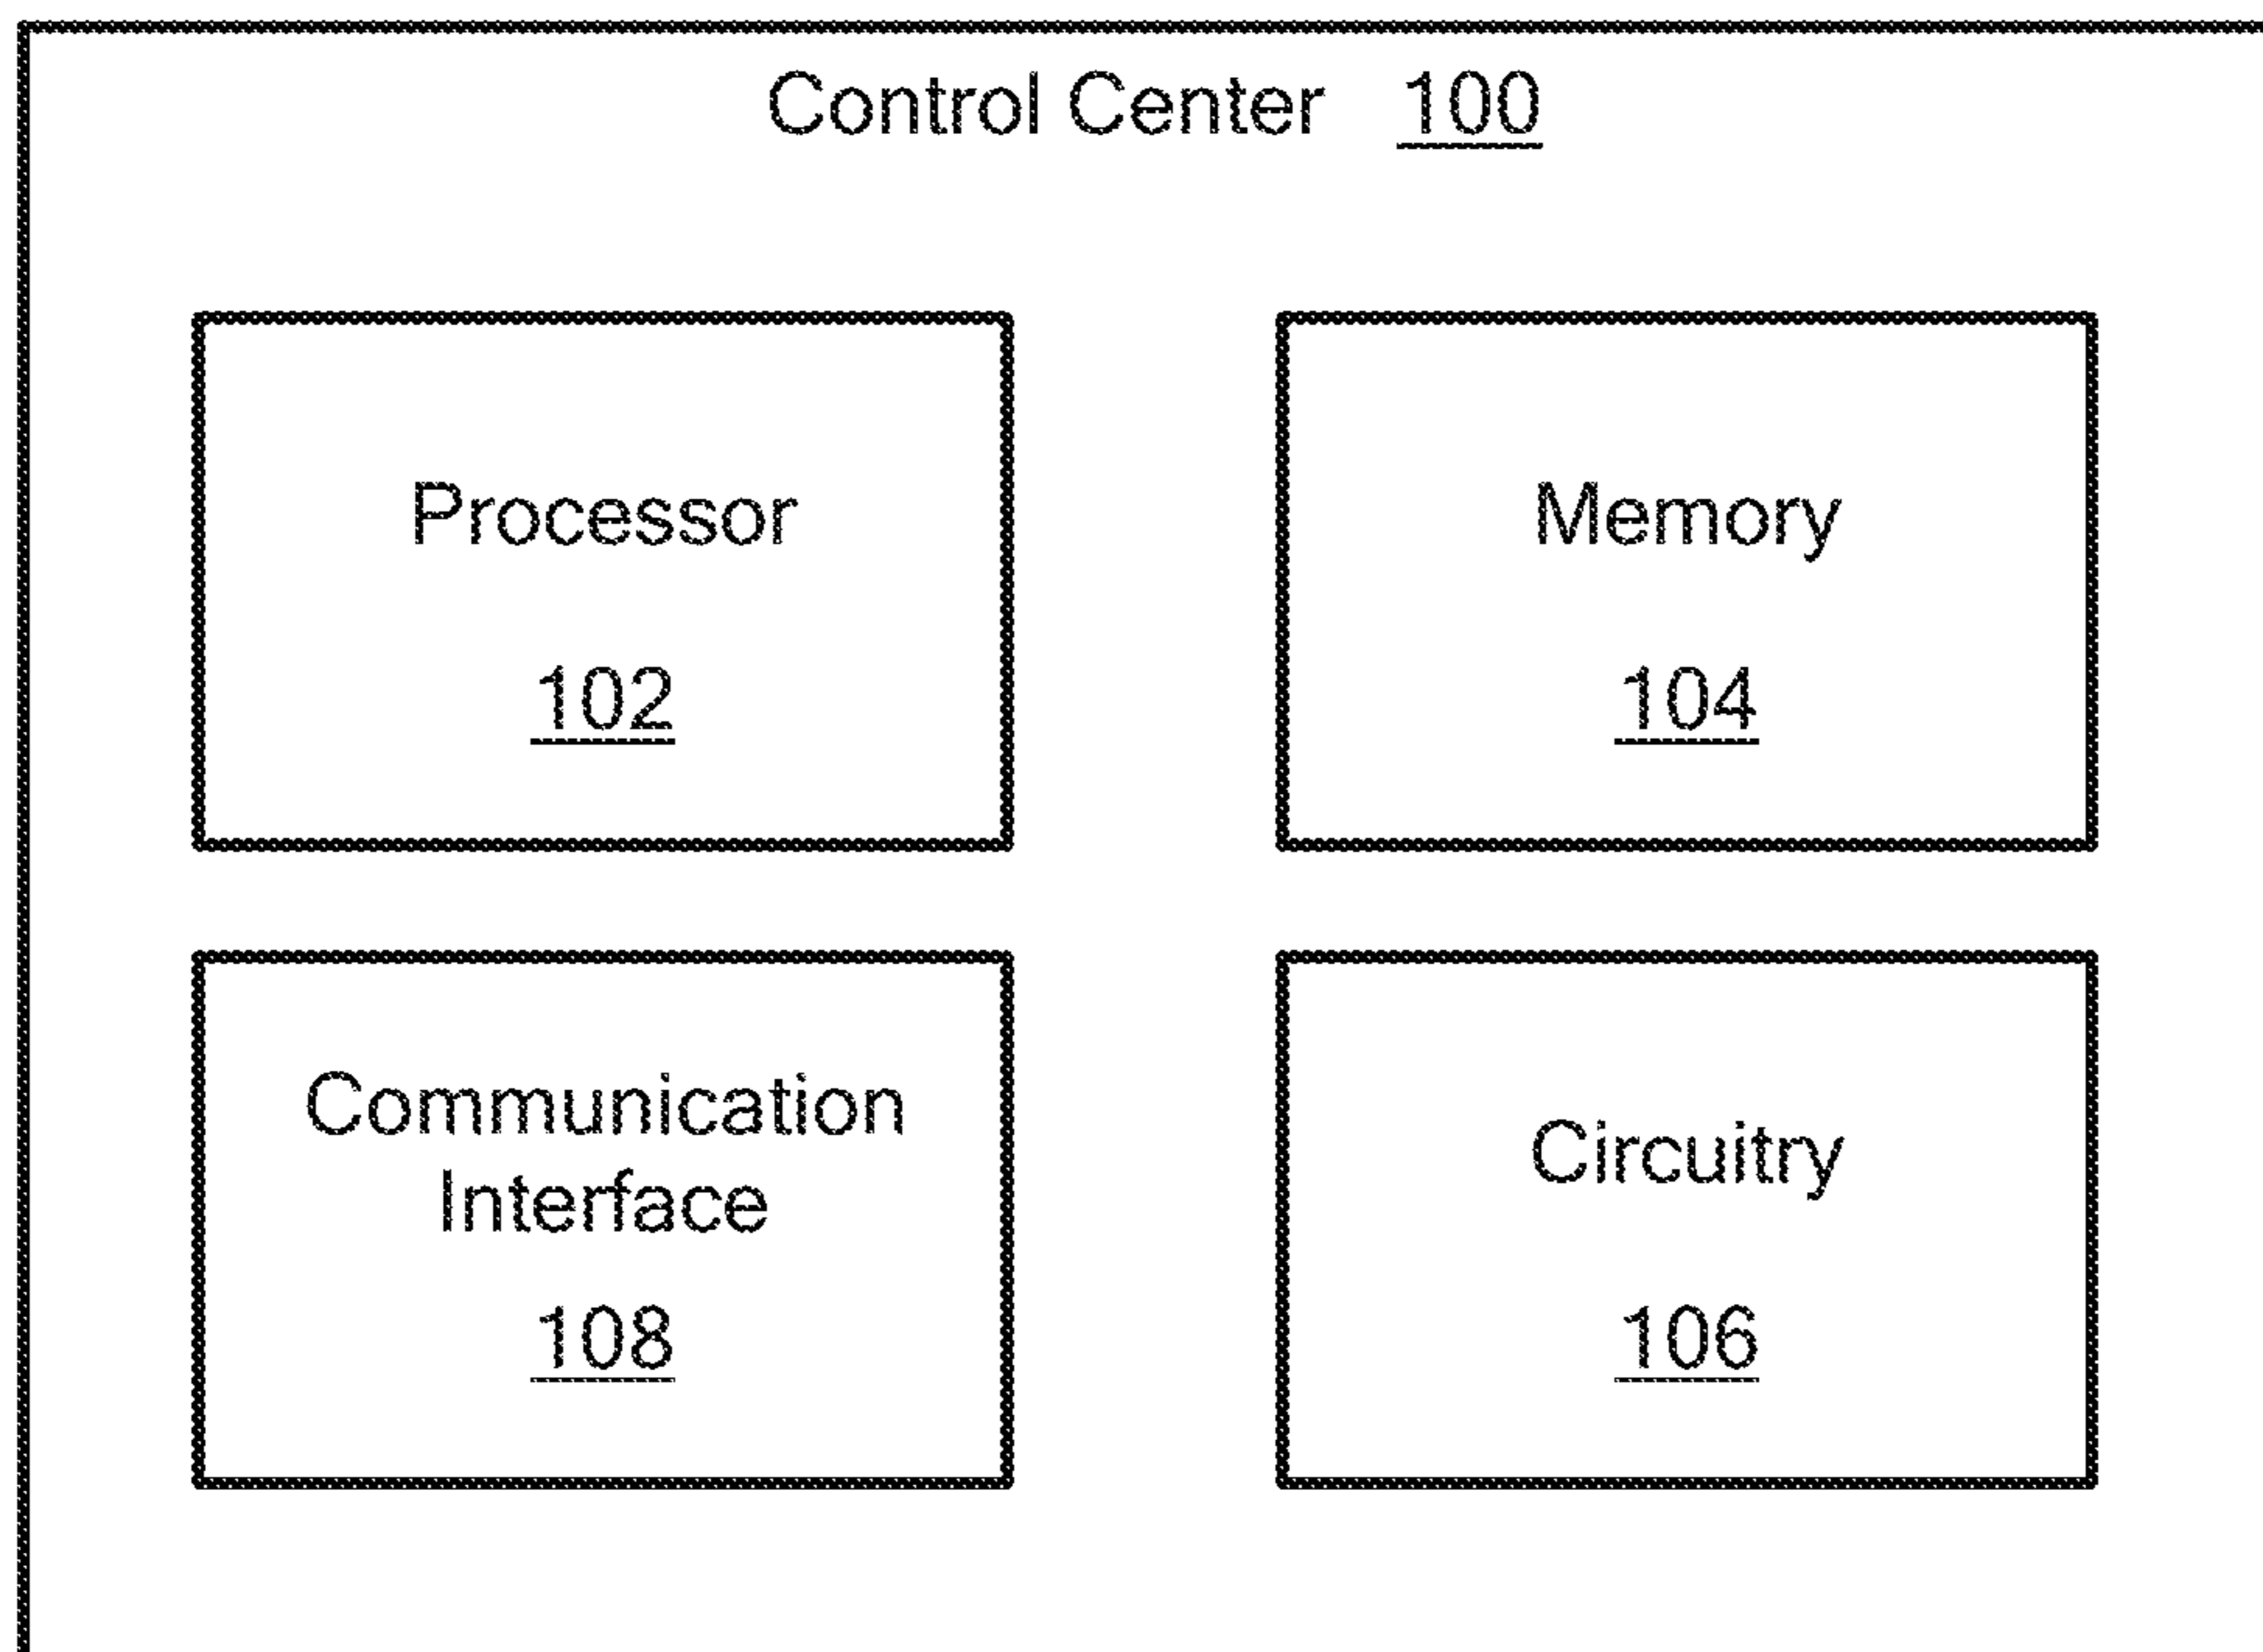 Control Center 100
Processor
102
Memory
104
Communication
Interface
108
Circuitry
106